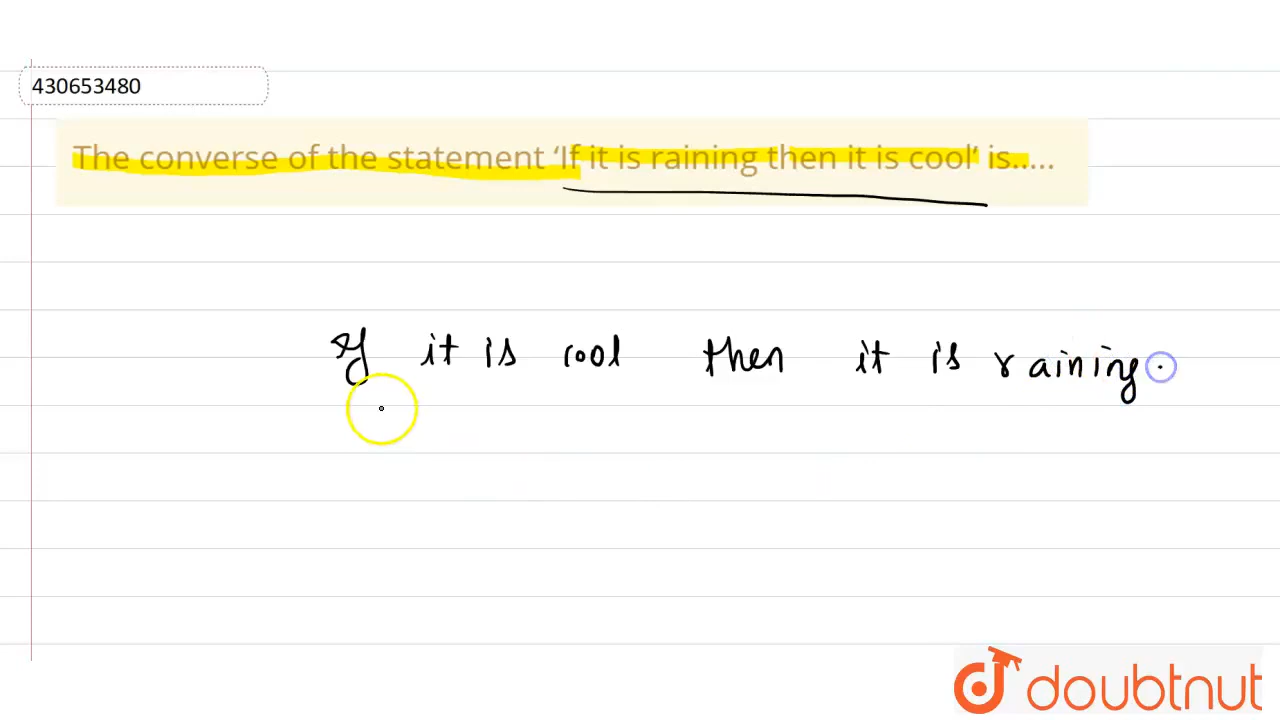 430653480
The converse of the statement ‘If it is raining then it is cool’ is.....
If it is cool then it is raining.
doubtnut